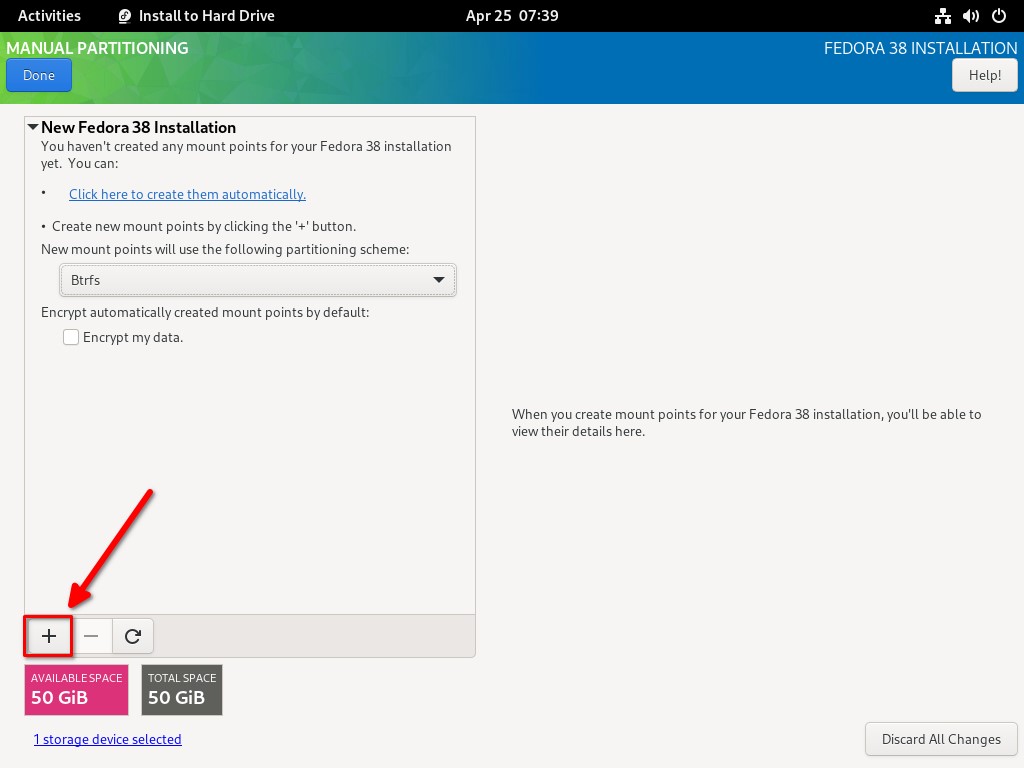 Activities
Install to Hard Drive
Apr 25 07:39
MANUAL PARTITIONING
FEDORA 38 INSTALLATION
Done
Help!
New Fedora 38 Installation
You haven't created any mount points for your Fedora 38 installation
yet. You can:
• Click here to create them automatically.
• Create new mount points by clicking the '+' button.
New mount points will use the following partitioning scheme:
Btrfs
Encrypt automatically created mount points by default:
Encrypt my data.
When you create mount points for your Fedora 38 installation, you'll be able to
view their details here.
AVAILABLE SPACE
50 GiB
TOTAL SPACE
50 GiB
1 storage device selected
Discard All Changes